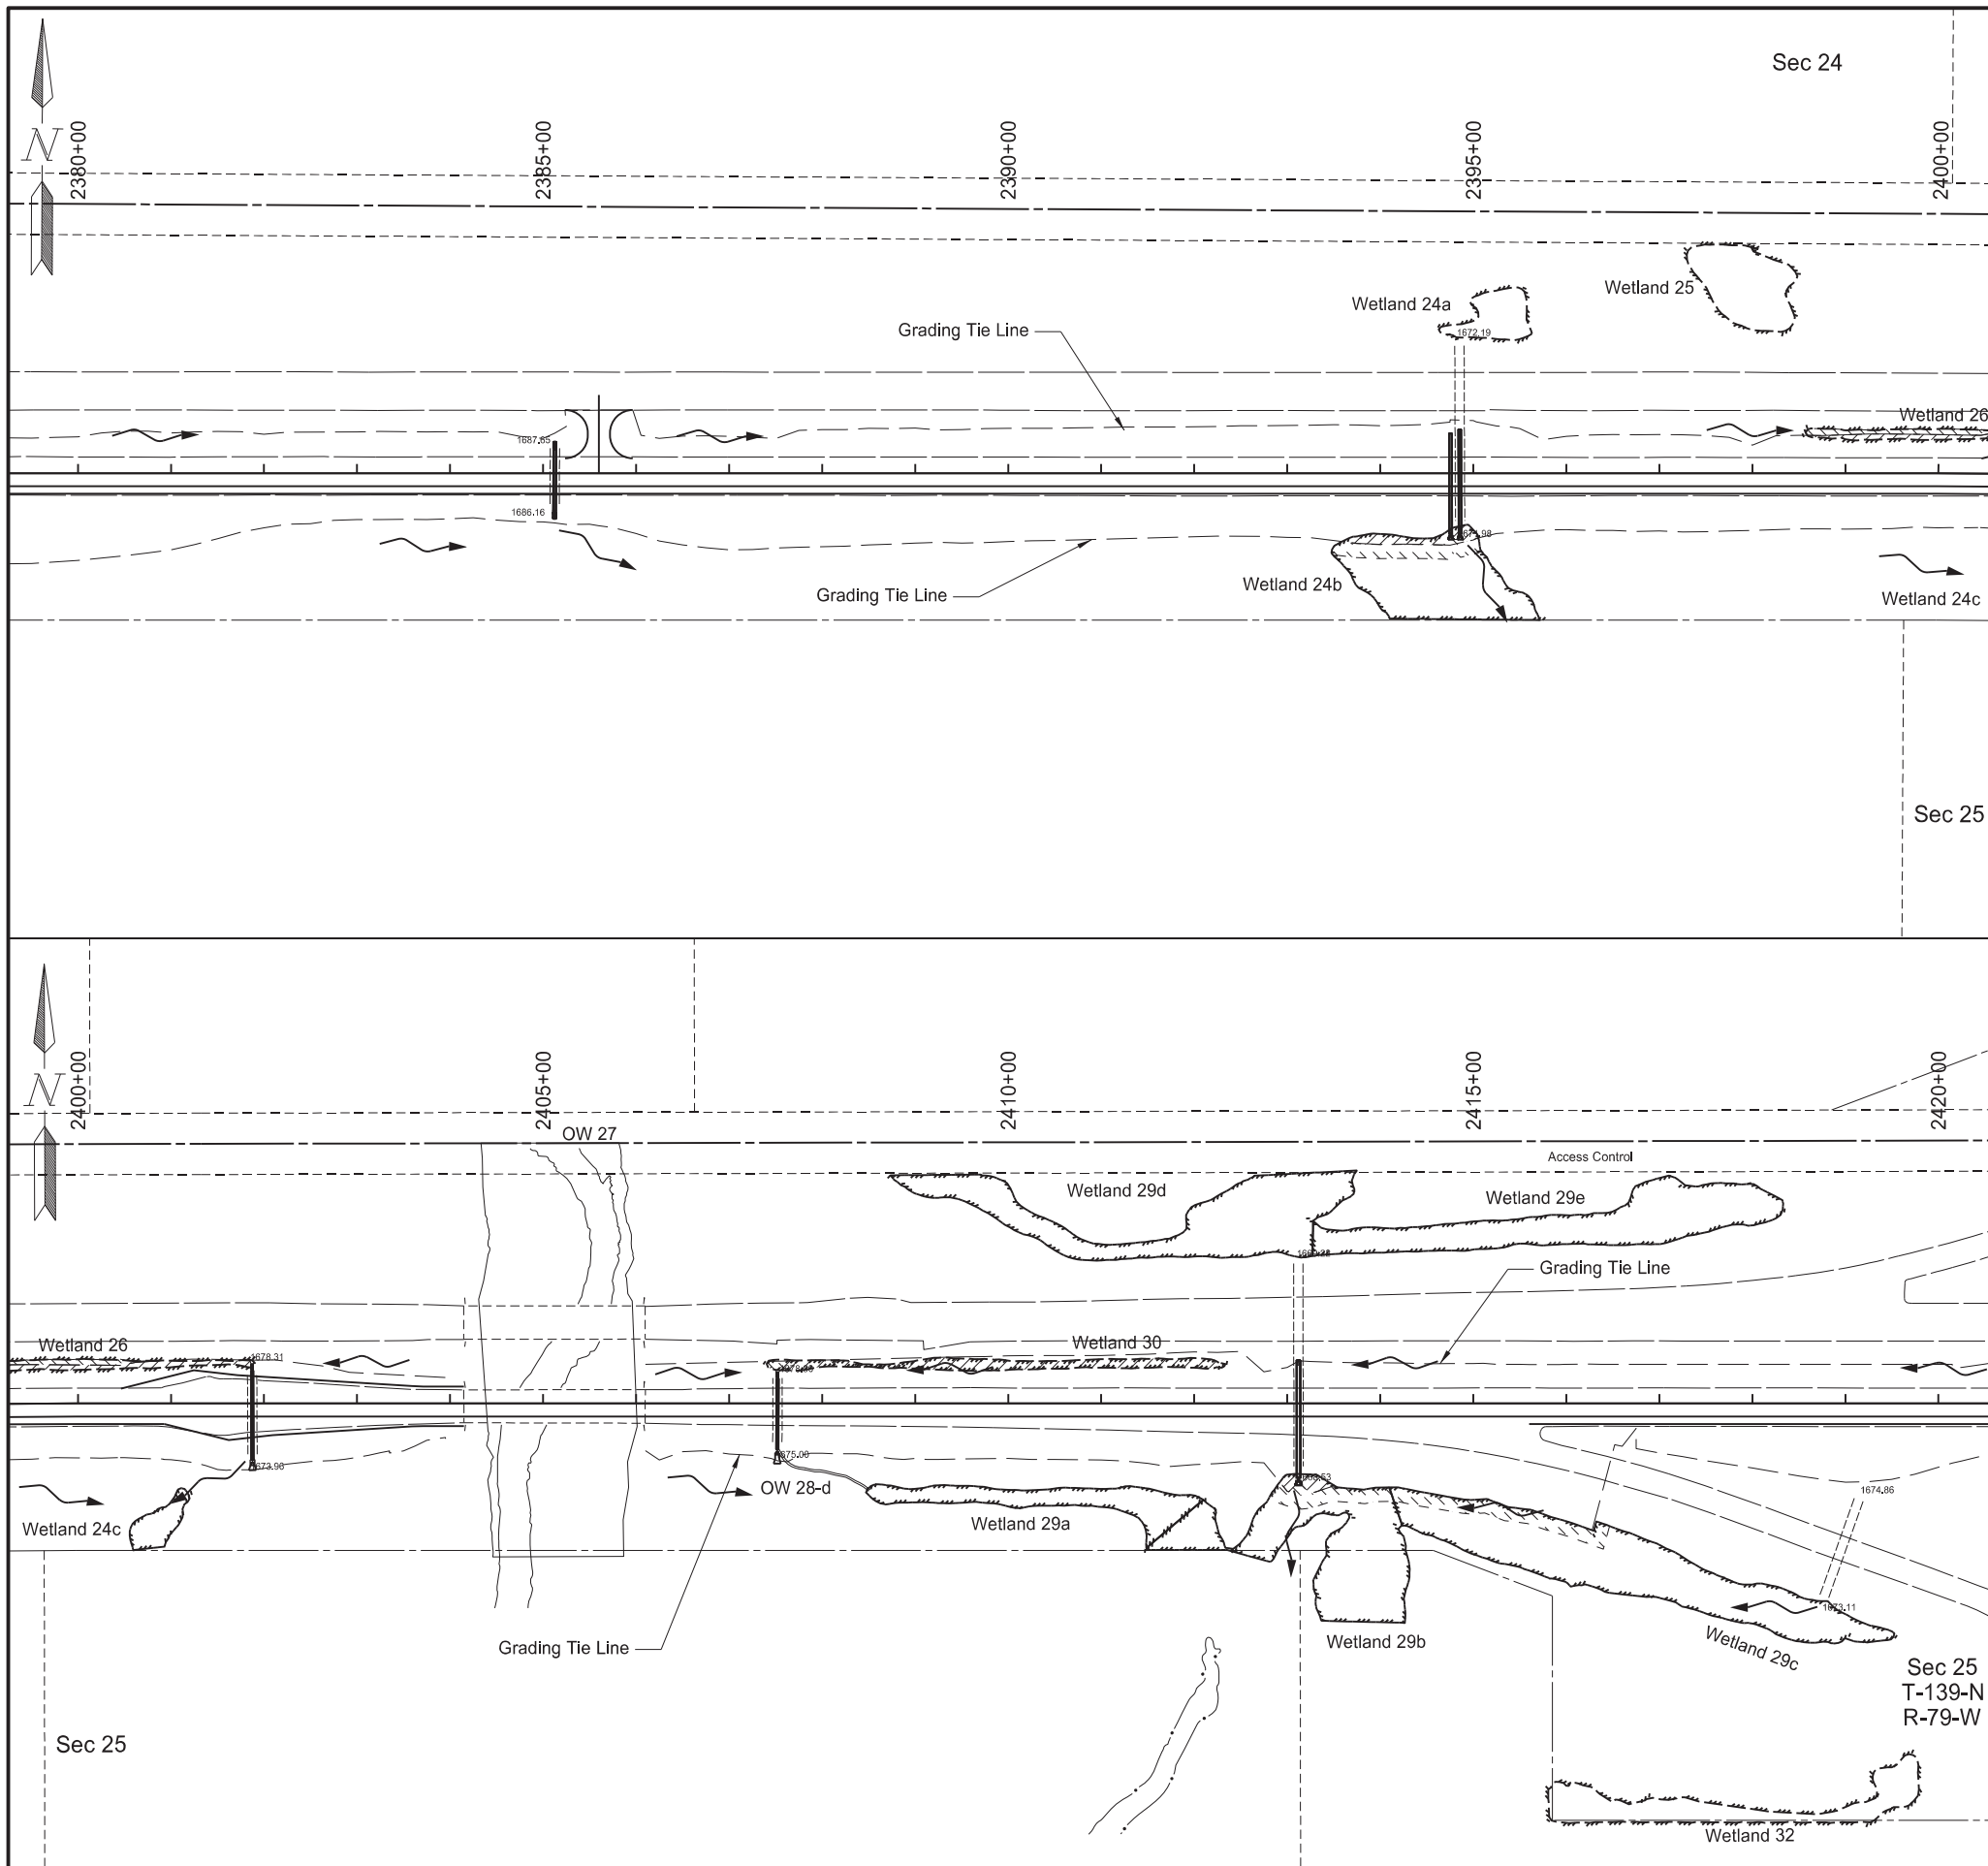 Sec 24
N
2380+00
2385+00
2390+00
2395+00
2400+00
Wetland 25
Wetland 24a
1672.19
Grading Tie Line
Wetland 26
1687.65
1686.16
Wetland 24b
Grading Tie Line
Wetland 24c
Sec 25
N
2400+00
2405+00
2410+00
2415+00
2420+00
OW 27
Access Control
Wetland 29d
Wetland 29e
Grading Tie Line
Wetland 26
1678.31
Wetland 30
1673.90
1674.86
OW 28-d
Wetland 24c
Wetland 29a
1673.11
Grading Tie Line
Wetland 29b
Wetland 29c
Sec 25
T-139-N
R-79-W
Sec 25
Wetland 32